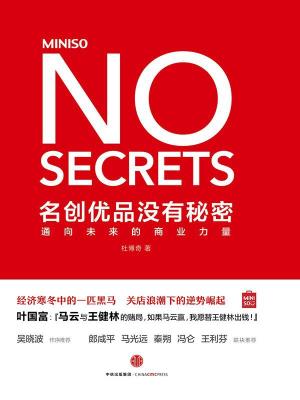 MINISO
NO
SECRETS
名创优品没有秘密
通向未来的商业力量
杜博奇 著
经济寒冬中的一匹黑马 关店浪潮下的逆势崛起
MINI
SO
叶国富:『马云与王健林的赌局,如果马云赢,我愿替王健林出钱!』
吴晓波 作序推荐 郎咸平 马光远 秦朔 冯仑 王利芬 联袂推荐
中信出版集团·CHINACITICPRESS